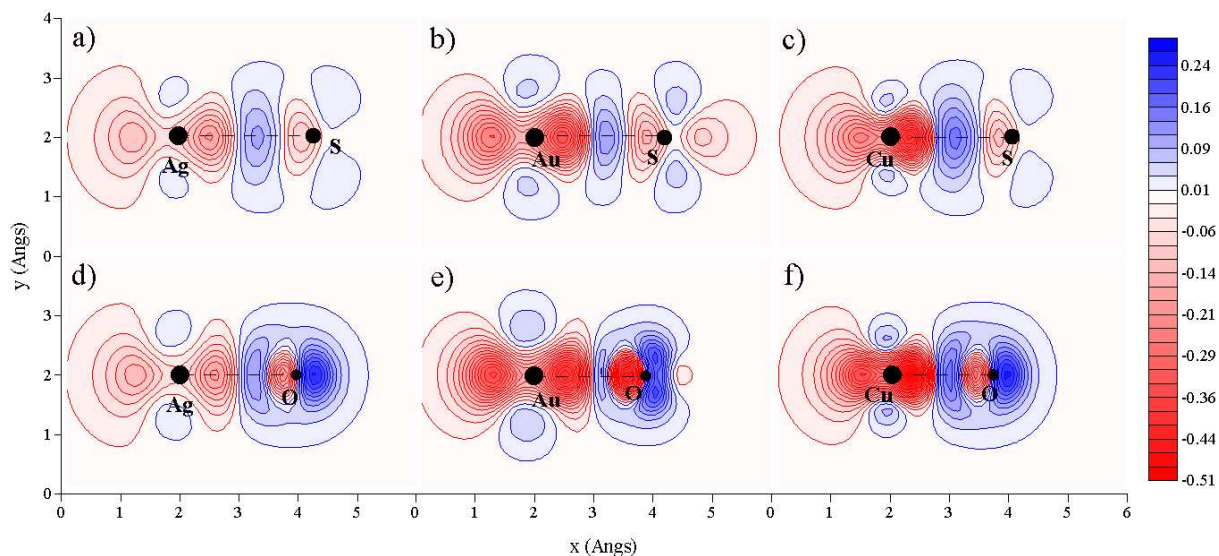 4
a)
b)
c)
3
2
Ag
S
Au
S
Cu
S
1
0
4
d)
e)
f)
3
2
Ag
O
Au
O
Cu
O
1
0
0 1 2 3 4 5 0 1 2 3 4 5 0 1 2 3 4 5 6
y (Angs)
x (Angs)
0.24
0.16
0.09
0.01
-0.06
-0.14
-0.21
-0.29
-0.36
-0.44
-0.51